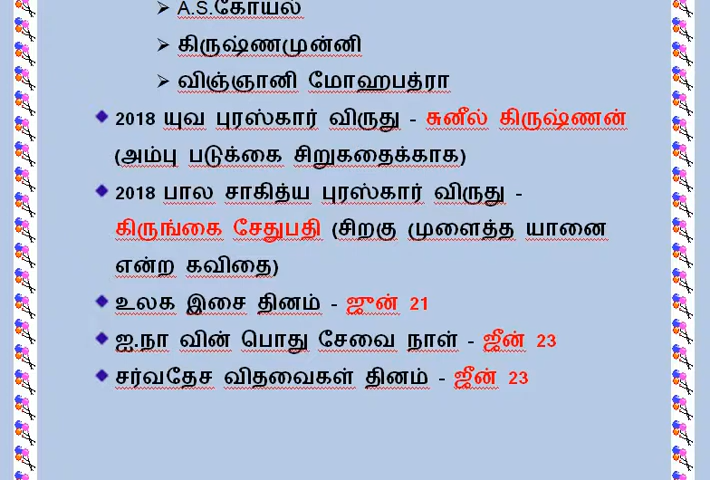 A.S.கோயல்
கிருஷ்ணமுன்னி
விஞ்ஞானி மோஹபத்ரா
2018 யுவ புரஸ்கார் விருது - சுனீல் கிருஷ்ணன்
(அம்பு படுக்கை சிறுகதைக்காக)
2018 பால சாகித்ய புரஸ்கார் விருது -
கிருங்கை சேதுபதி (சிறகு முளைத்த யானை
என்ற கவிதை)
உலக இசை தினம் - ஜுன் 21
ஐ.நா வின் பொது சேவை நாள் - ஜீன் 23
சர்வதேச விதவைகள் தினம் - ஜீன் 23